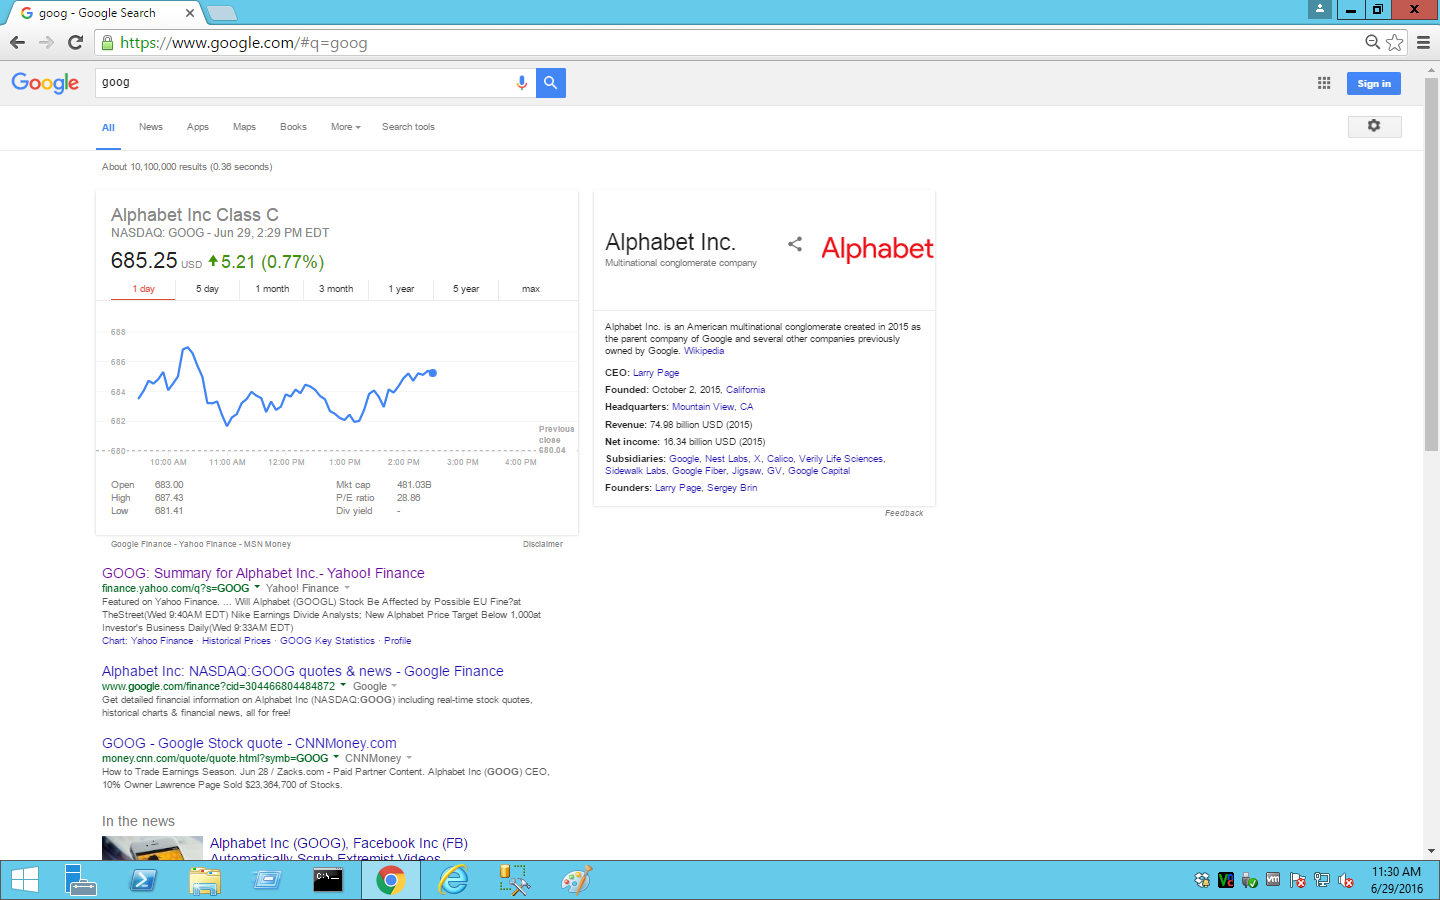 goog - Google Search
https://www.google.com/#q=goog
Google
goog
Sign in
All News Apps Maps Books More Search tools
About 10,100,000 results (0.36 seconds)
Alphabet Inc Class C
NASDAQ: GOOG - Jun 29, 2:29 PM EDT
685.25 USD 5.21 (0.77%)
1 day 5 day 1 month 3 month 1 year 5 year max
688
686
684
682
680
Previous
close
680.04
10:00 AM 11:00 AM 12:00 PM 1:00 PM 2:00 PM 3:00 PM 4:00 PM
Open 683.00 Mkt cap 481.03B
High 687.43 P/E ratio 28.86
Low 681.41 Div yield -
Google Finance - Yahoo Finance - MSN Money Disclaimer
Alphabet Inc.
Multinational conglomerate company
Alphabet
Alphabet Inc. is an American multinational conglomerate created in 2015 as
the parent company of Google and several other companies previously
owned by Google. Wikipedia
CEO: Larry Page
Founded: October 2, 2015, California
Headquarters: Mountain View, CA
Revenue: 74.98 billion USD (2015)
Net income: 16.34 billion USD (2015)
Subsidiaries: Google, Nest Labs, X, Calico, Verily Life Sciences,
Sidewalk Labs, Google Fiber, Jigsaw, GV, Google Capital
Founders: Larry Page, Sergey Brin
Feedback
GOOG: Summary for Alphabet Inc.- Yahoo! Finance
finance.yahoo.com/q?s=GOOG Yahoo! Finance
Featured on Yahoo Finance. ... Will Alphabet (GOOGL) Stock Be Affected by Possible EU Fine?at
TheStreet(Wed 9:40AM EDT) Nike Earnings Divide Analysts; New Alphabet Price Target Below 1,000at
Investor's Business Daily(Wed 9:33AM EDT)
Chart: Yahoo Finance · Historical Prices · GOOG Key Statistics · Profile
Alphabet Inc: NASDAQ:GOOG quotes & news - Google Finance
www.google.com/finance?cid=304466804484872 Google
Get detailed financial information on Alphabet Inc (NASDAQ:GOOG) including real-time stock quotes,
historical charts & financial news, all for free!
GOOG - Google Stock quote - CNNMoney.com
money.cnn.com/quote/quote.html?symb=GOOG CNNMoney
How to Trade Earnings Season. Jun 28 / Zacks.com - Paid Partner Content. Alphabet Inc (GOOG) CEO,
10% Owner Lawrence Page Sold $23,364,700 of Stocks.
In the news
Alphabet Inc (GOOG), Facebook Inc (FB)
Automatically Scrub Extremist Videos
C:\_
vm
11:30 AM
6/29/2016